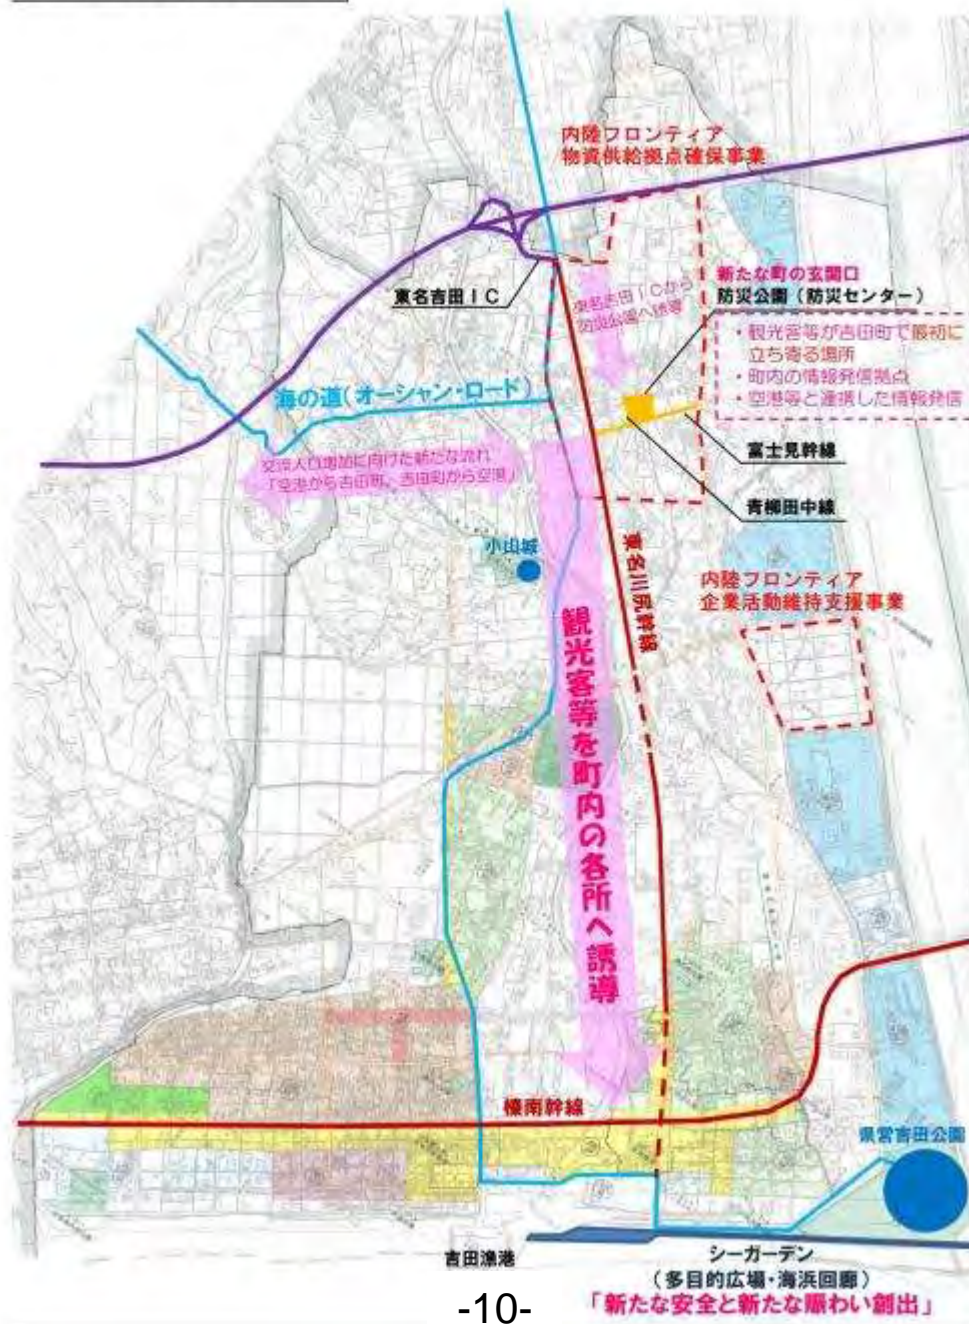 内陸フロンティア
物資供給拠点確保事業
東名吉田IC
東名吉田ICから
防災公園へ誘導
新たな町の玄関口
防災公園(防災センター)
・観光客等が吉田町で最初に
立ち寄る場所
・町内の情報発信拠点
・空港等と連携した情報発信
海の道(オーシャン・ロード)
富士見幹線
交流人口増加に向けた新たな流れ
「空港から吉田町、吉田町から空港」
青柳田中線
小山城
東名川尻幹線
内陸フロンティア
企業活動維持支援事業
観光客等を町内の各所へ誘導
榛南幹線
県営吉田公園
吉田漁港
シーガーデン
(多目的広場・海浜回廊)
「新たな安全と新たな賑わい創出」
-10-